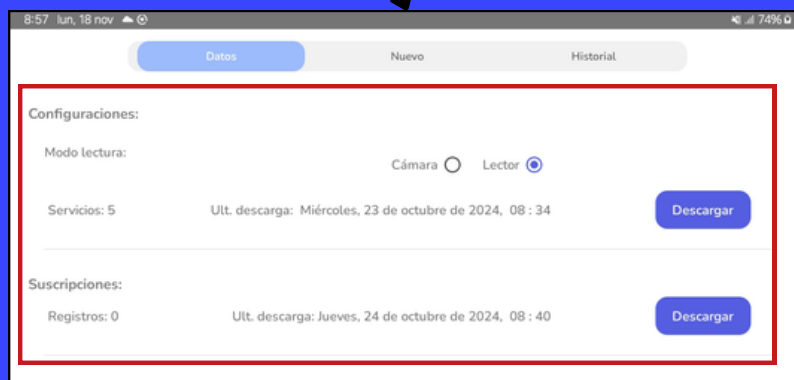 8:57 lun, 18 nov 74%
Datos Nuevo Historial
Configuraciones:
Modo lectura: Cámara Lector
Servicios: 5 Ult. descarga: Miércoles, 23 de octubre de 2024, 08 : 34 Descargar
Suscripciones:
Registros: 0 Ult. descarga: Jueves, 24 de octubre de 2024, 08 : 40 Descargar